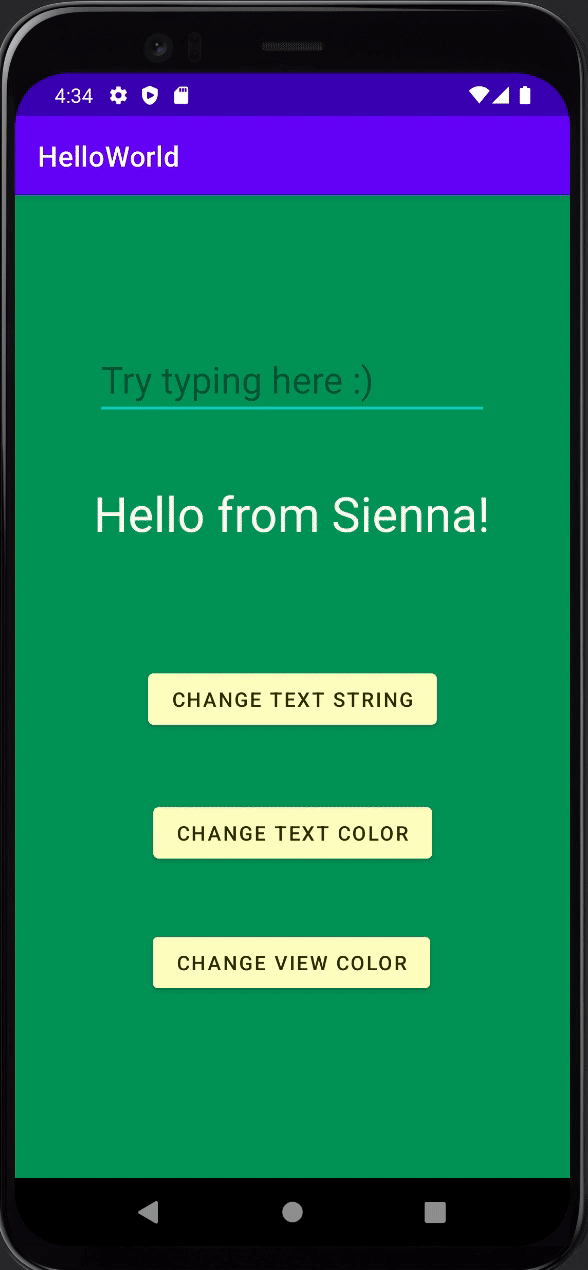 4:34
HelloWorld
Try typing here :)
Hello from Sienna!
CHANGE TEXT STRING
CHANGE TEXT COLOR
CHANGE VIEW COLOR